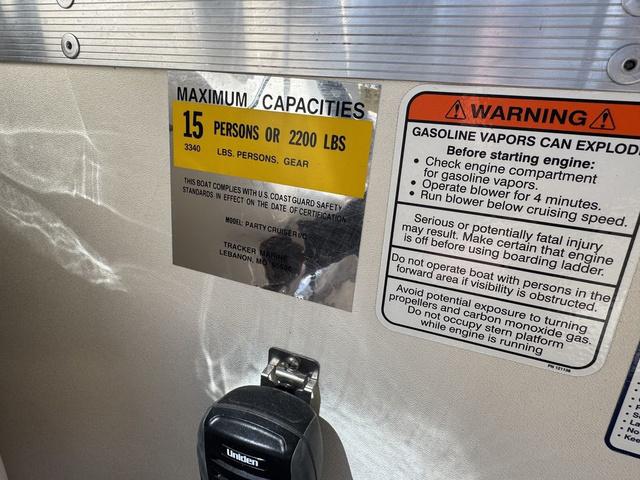 MAXIMUM CAPACITIES
15 PERSONS OR 2200 LBS
3340 LBS. PERSONS. GEAR
THIS BOAT COMPLIES WITH U.S. COAST GUARD SAFETY
STANDARDS IN EFFECT ON THE DATE OF CERTIFICATION
MODEL: PARTY CRUISER I/O
TRACKER MARINE
LEBANON, MO
WARNING
GASOLINE VAPORS CAN EXPLOD
Before starting engine:
• Check engine compartment
for gasoline vapors.
• Operate blower for 4 minutes.
• Run blower below cruising speed.
Serious or potentially fatal injury
may result. Make certain that engine
is off before using boarding ladder.
Do not operate boat with persons in the
forward area if visibility is obstructed.
Avoid potential exposure to turning
propellers and carbon monoxide gas.
Do not occupy stern platform
while engine is running
Uniden